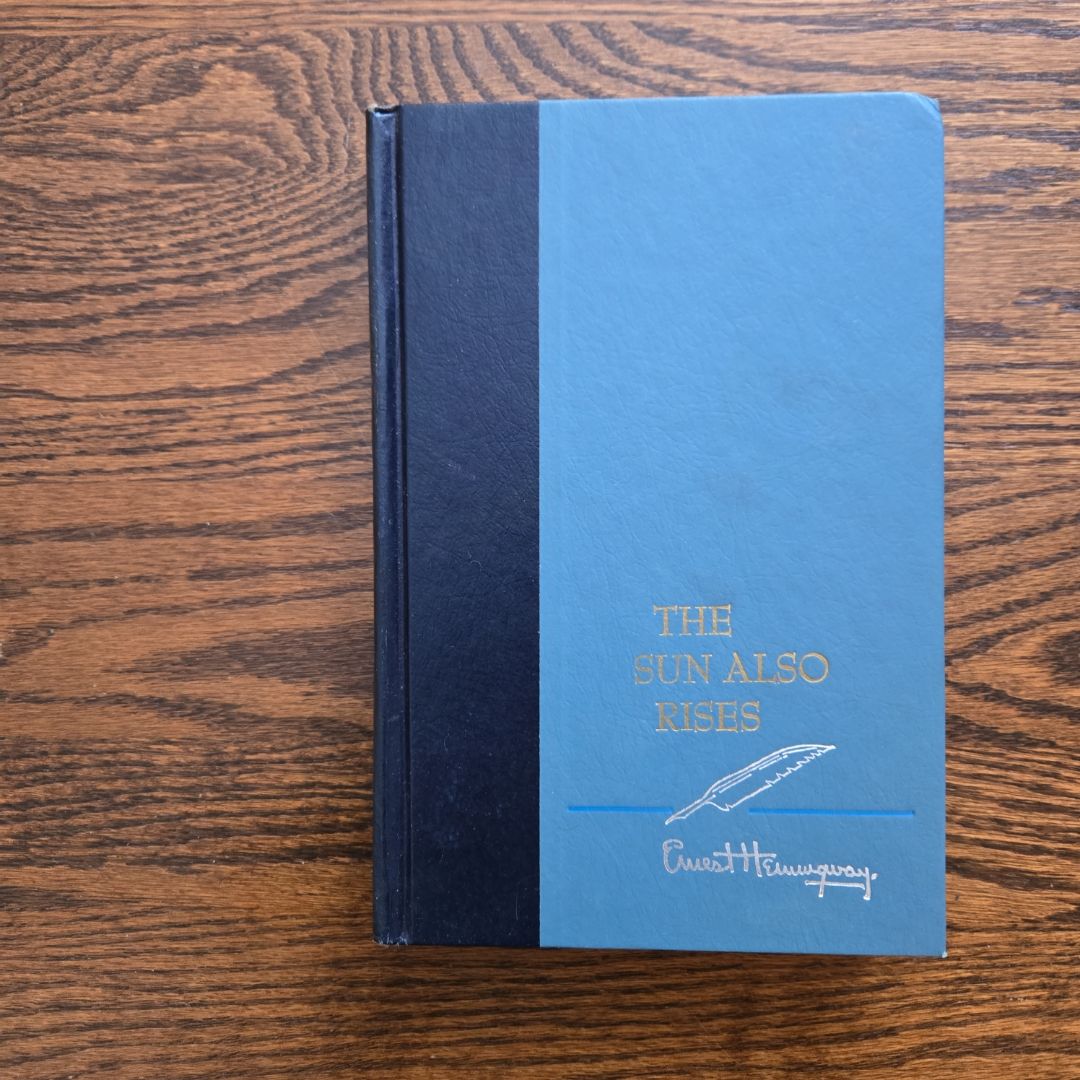 THE
SUN ALSO
RISES
Ernest Hemingway.